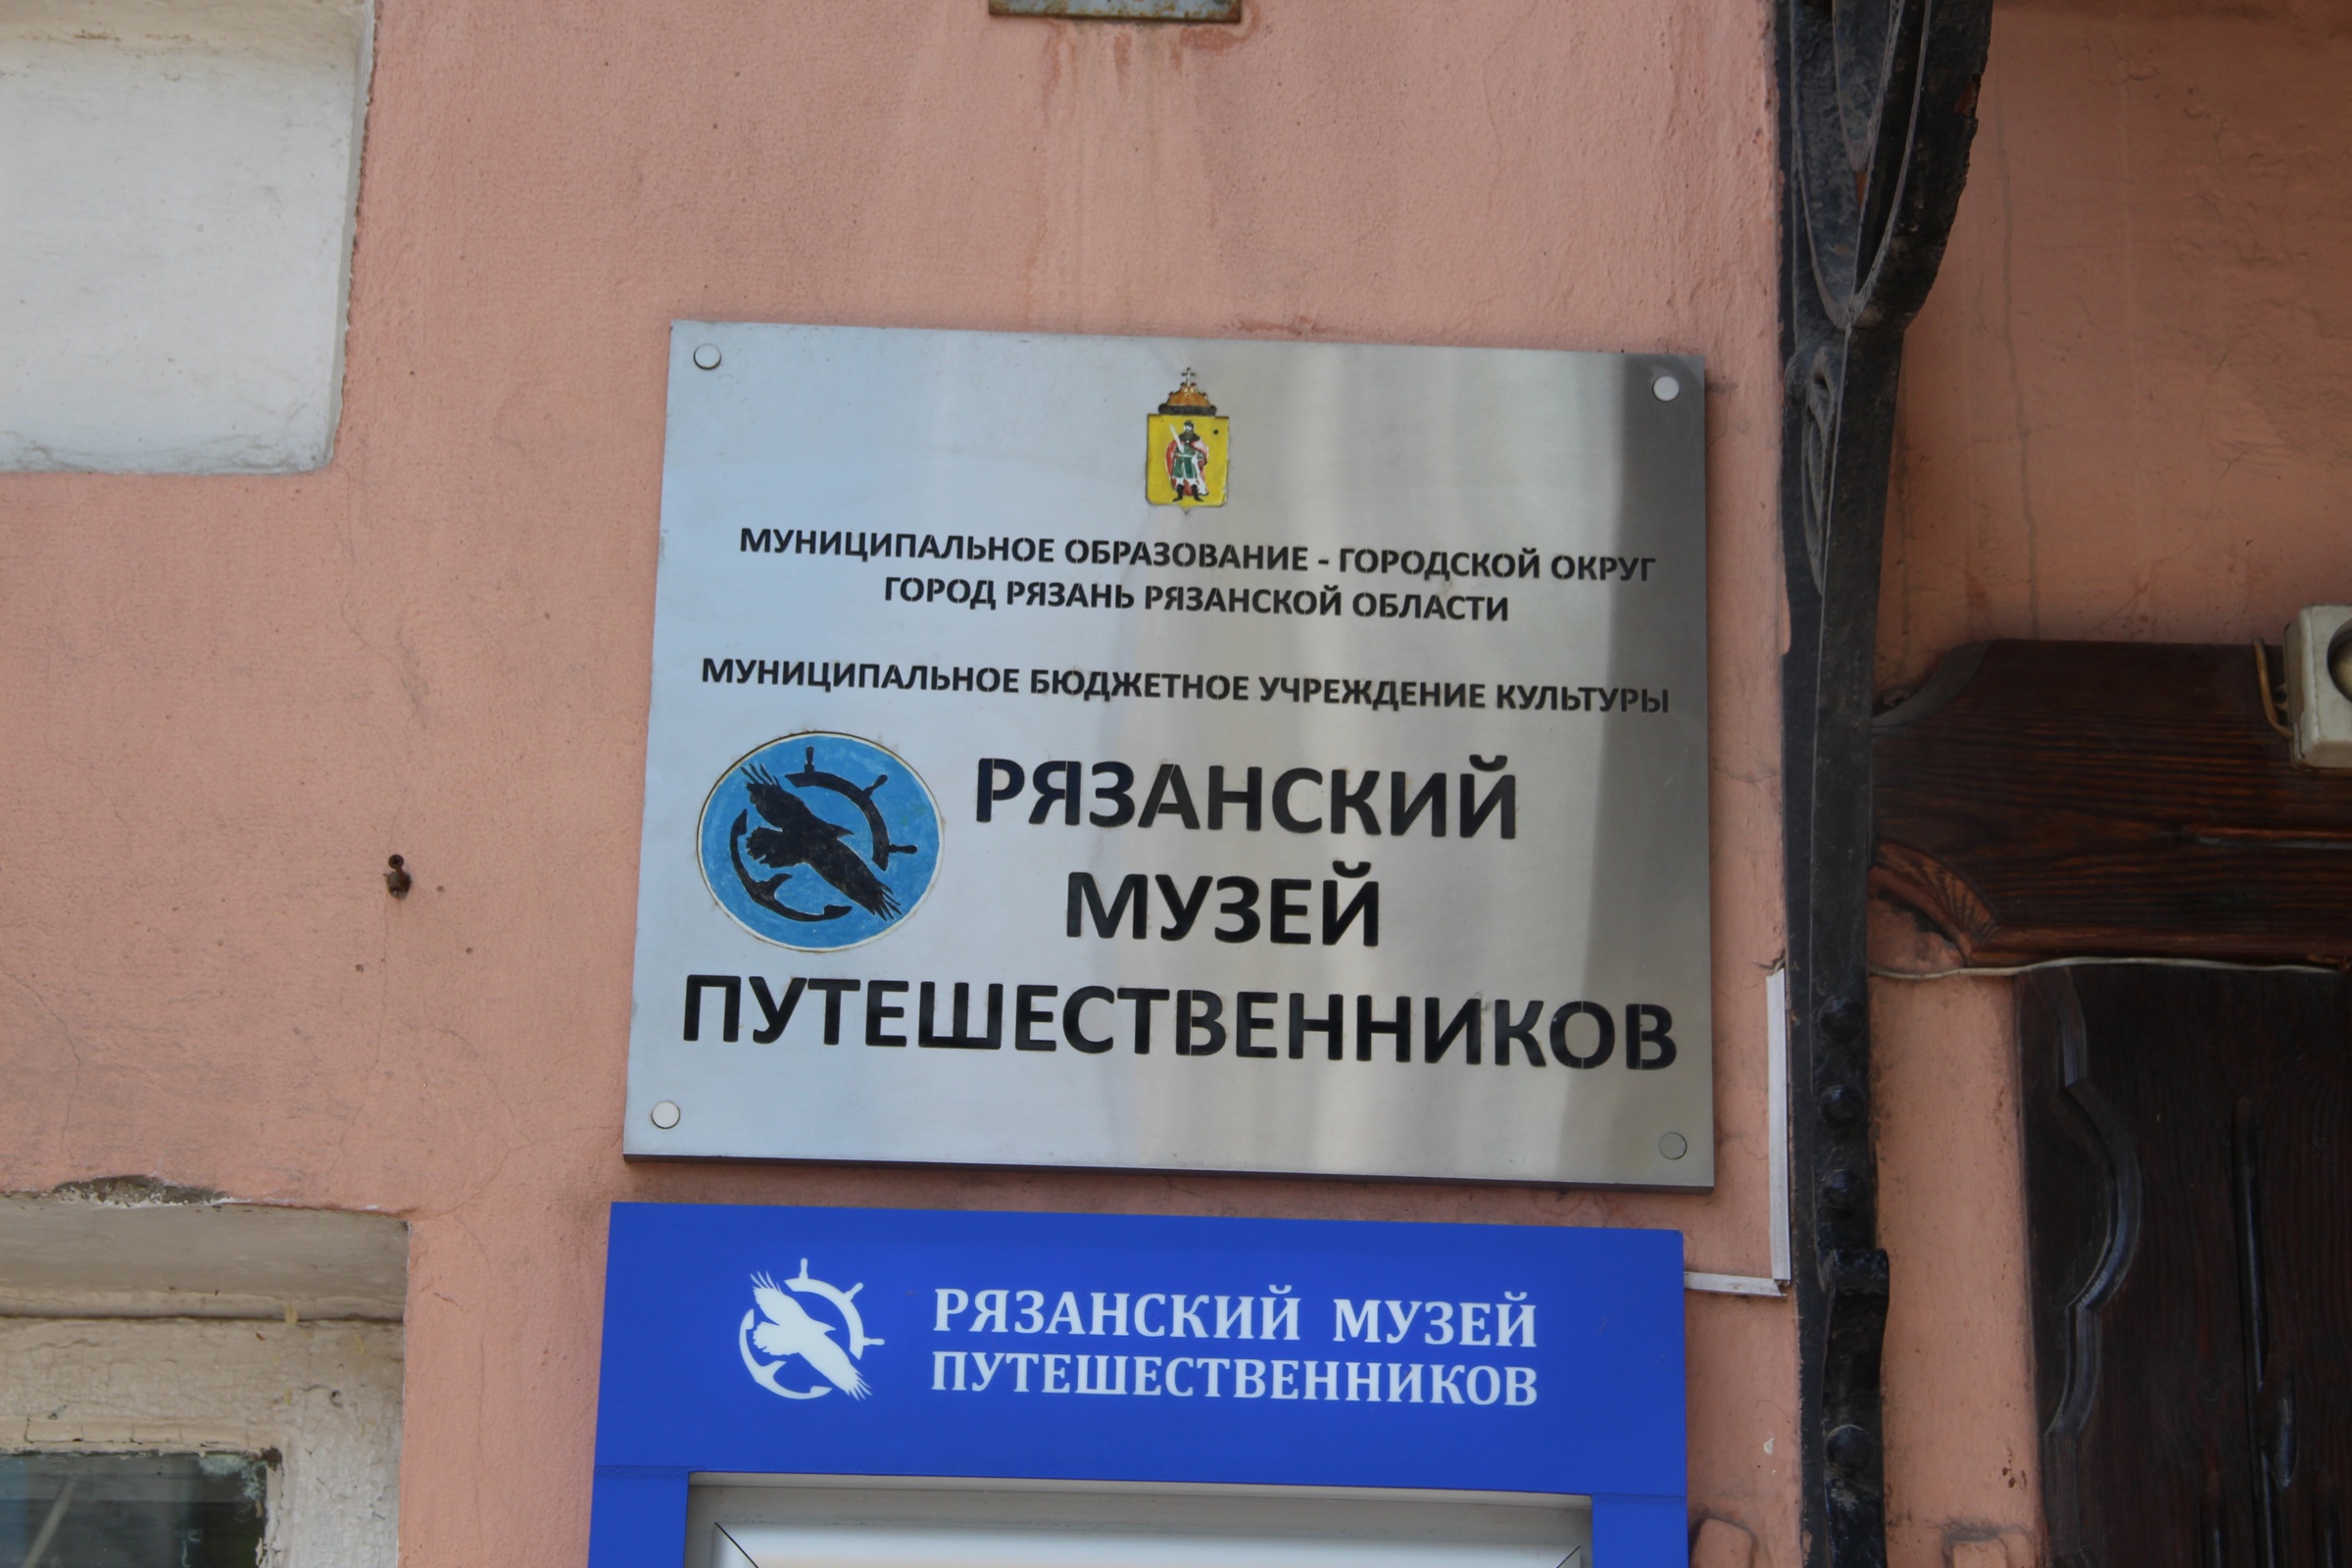 МУНИЦИПАЛЬНОЕ ОБРАЗОВАНИЕ - ГОРОДСКОЙ ОКРУГ
ГОРОД РЯЗАНЬ РЯЗАНСКОЙ ОБЛАСТИ
МУНИЦИПАЛЬНОЕ БЮДЖЕТНОЕ УЧРЕЖДЕНИЕ КУЛЬТУРЫ
РЯЗАНСКИЙ
МУЗЕЙ
ПУТЕШЕСТВЕННИКОВ
РЯЗАНСКИЙ МУЗЕЙ
ПУТЕШЕСТВЕННИКОВ